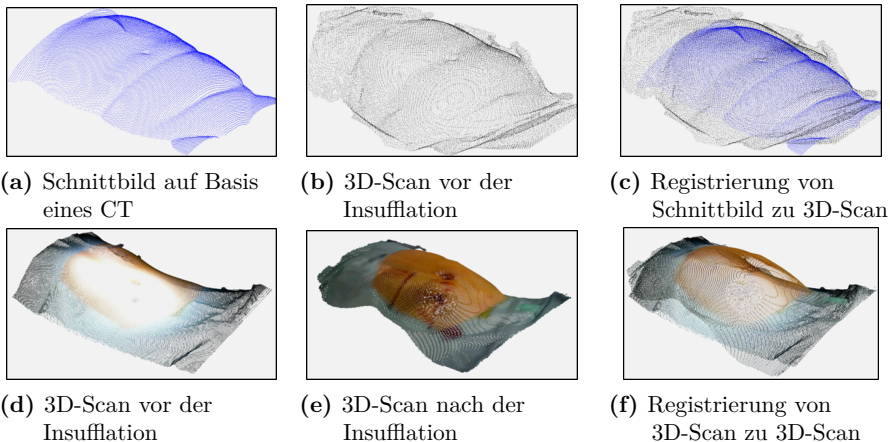 (a) Schnittbild auf Basis
eines CT
(b) 3D-Scan vor der
Insufflation
(c) Registrierung von
Schnittbild zu 3D-Scan
(d) 3D-Scan vor der
Insufflation
(e) 3D-Scan nach der
Insufflation
(f) Registrierung von
3D-Scan zu 3D-Scan